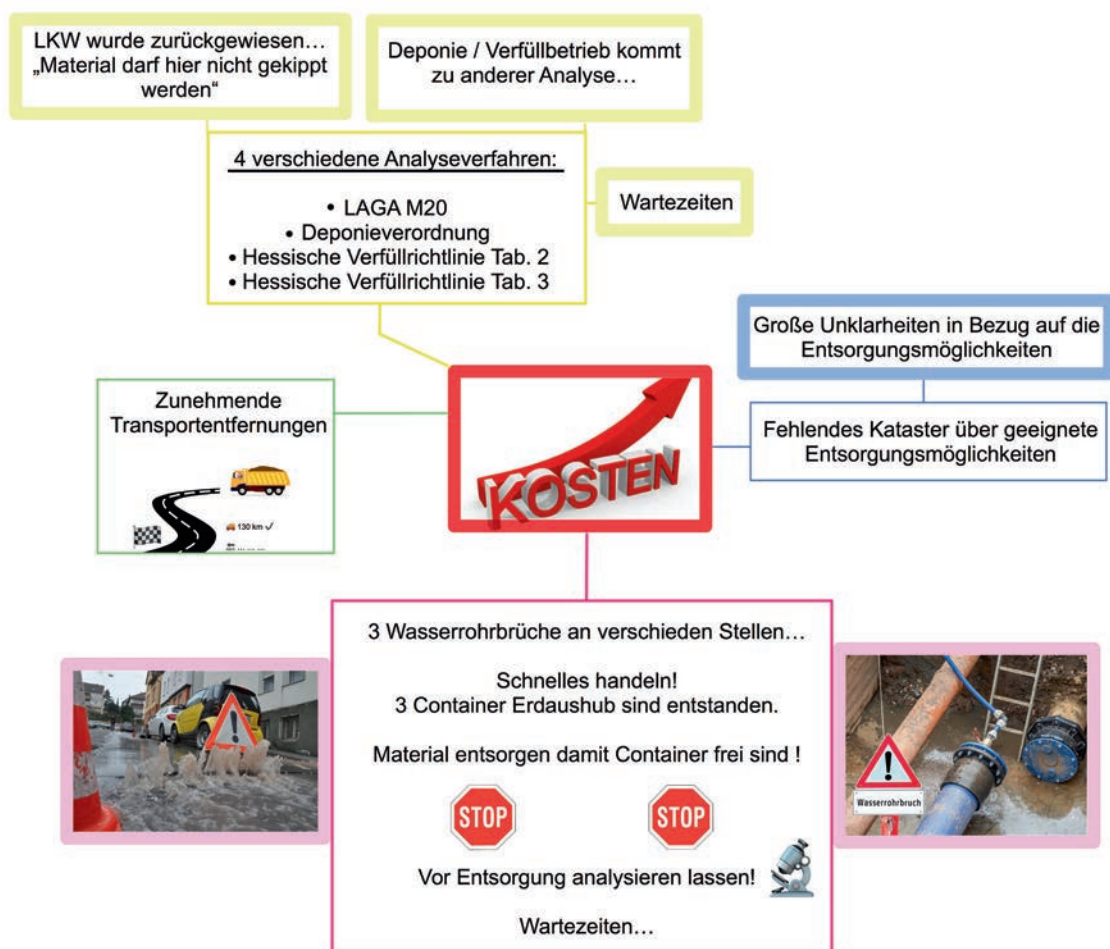 LKW wurde zurückgewiesen…
„Material darf hier nicht gekippt
werden“
Deponie / Verfüllbetrieb kommt
zu anderer Analyse…
4 verschiedene Analyseverfahren:
• LAGA M20
• Deponieverordnung
• Hessische Verfüllrichtlinie Tab. 2
• Hessische Verfüllrichtlinie Tab. 3
Wartezeiten
Große Unklarheiten in Bezug auf die
Entsorgungsmöglichkeiten
Fehlendes Kataster über geeignete
Entsorgungsmöglichkeiten
Zunehmende
Transportentfernungen
130 km ✓
KOSTEN
3 Wasserrohrbrüche an verschieden Stellen…
Schnelles handeln!
3 Container Erdaushub sind entstanden.
Material entsorgen damit Container frei sind !
STOP STOP
Vor Entsorgung analysieren lassen!
Wartezeiten…
Wasserrohrbruch